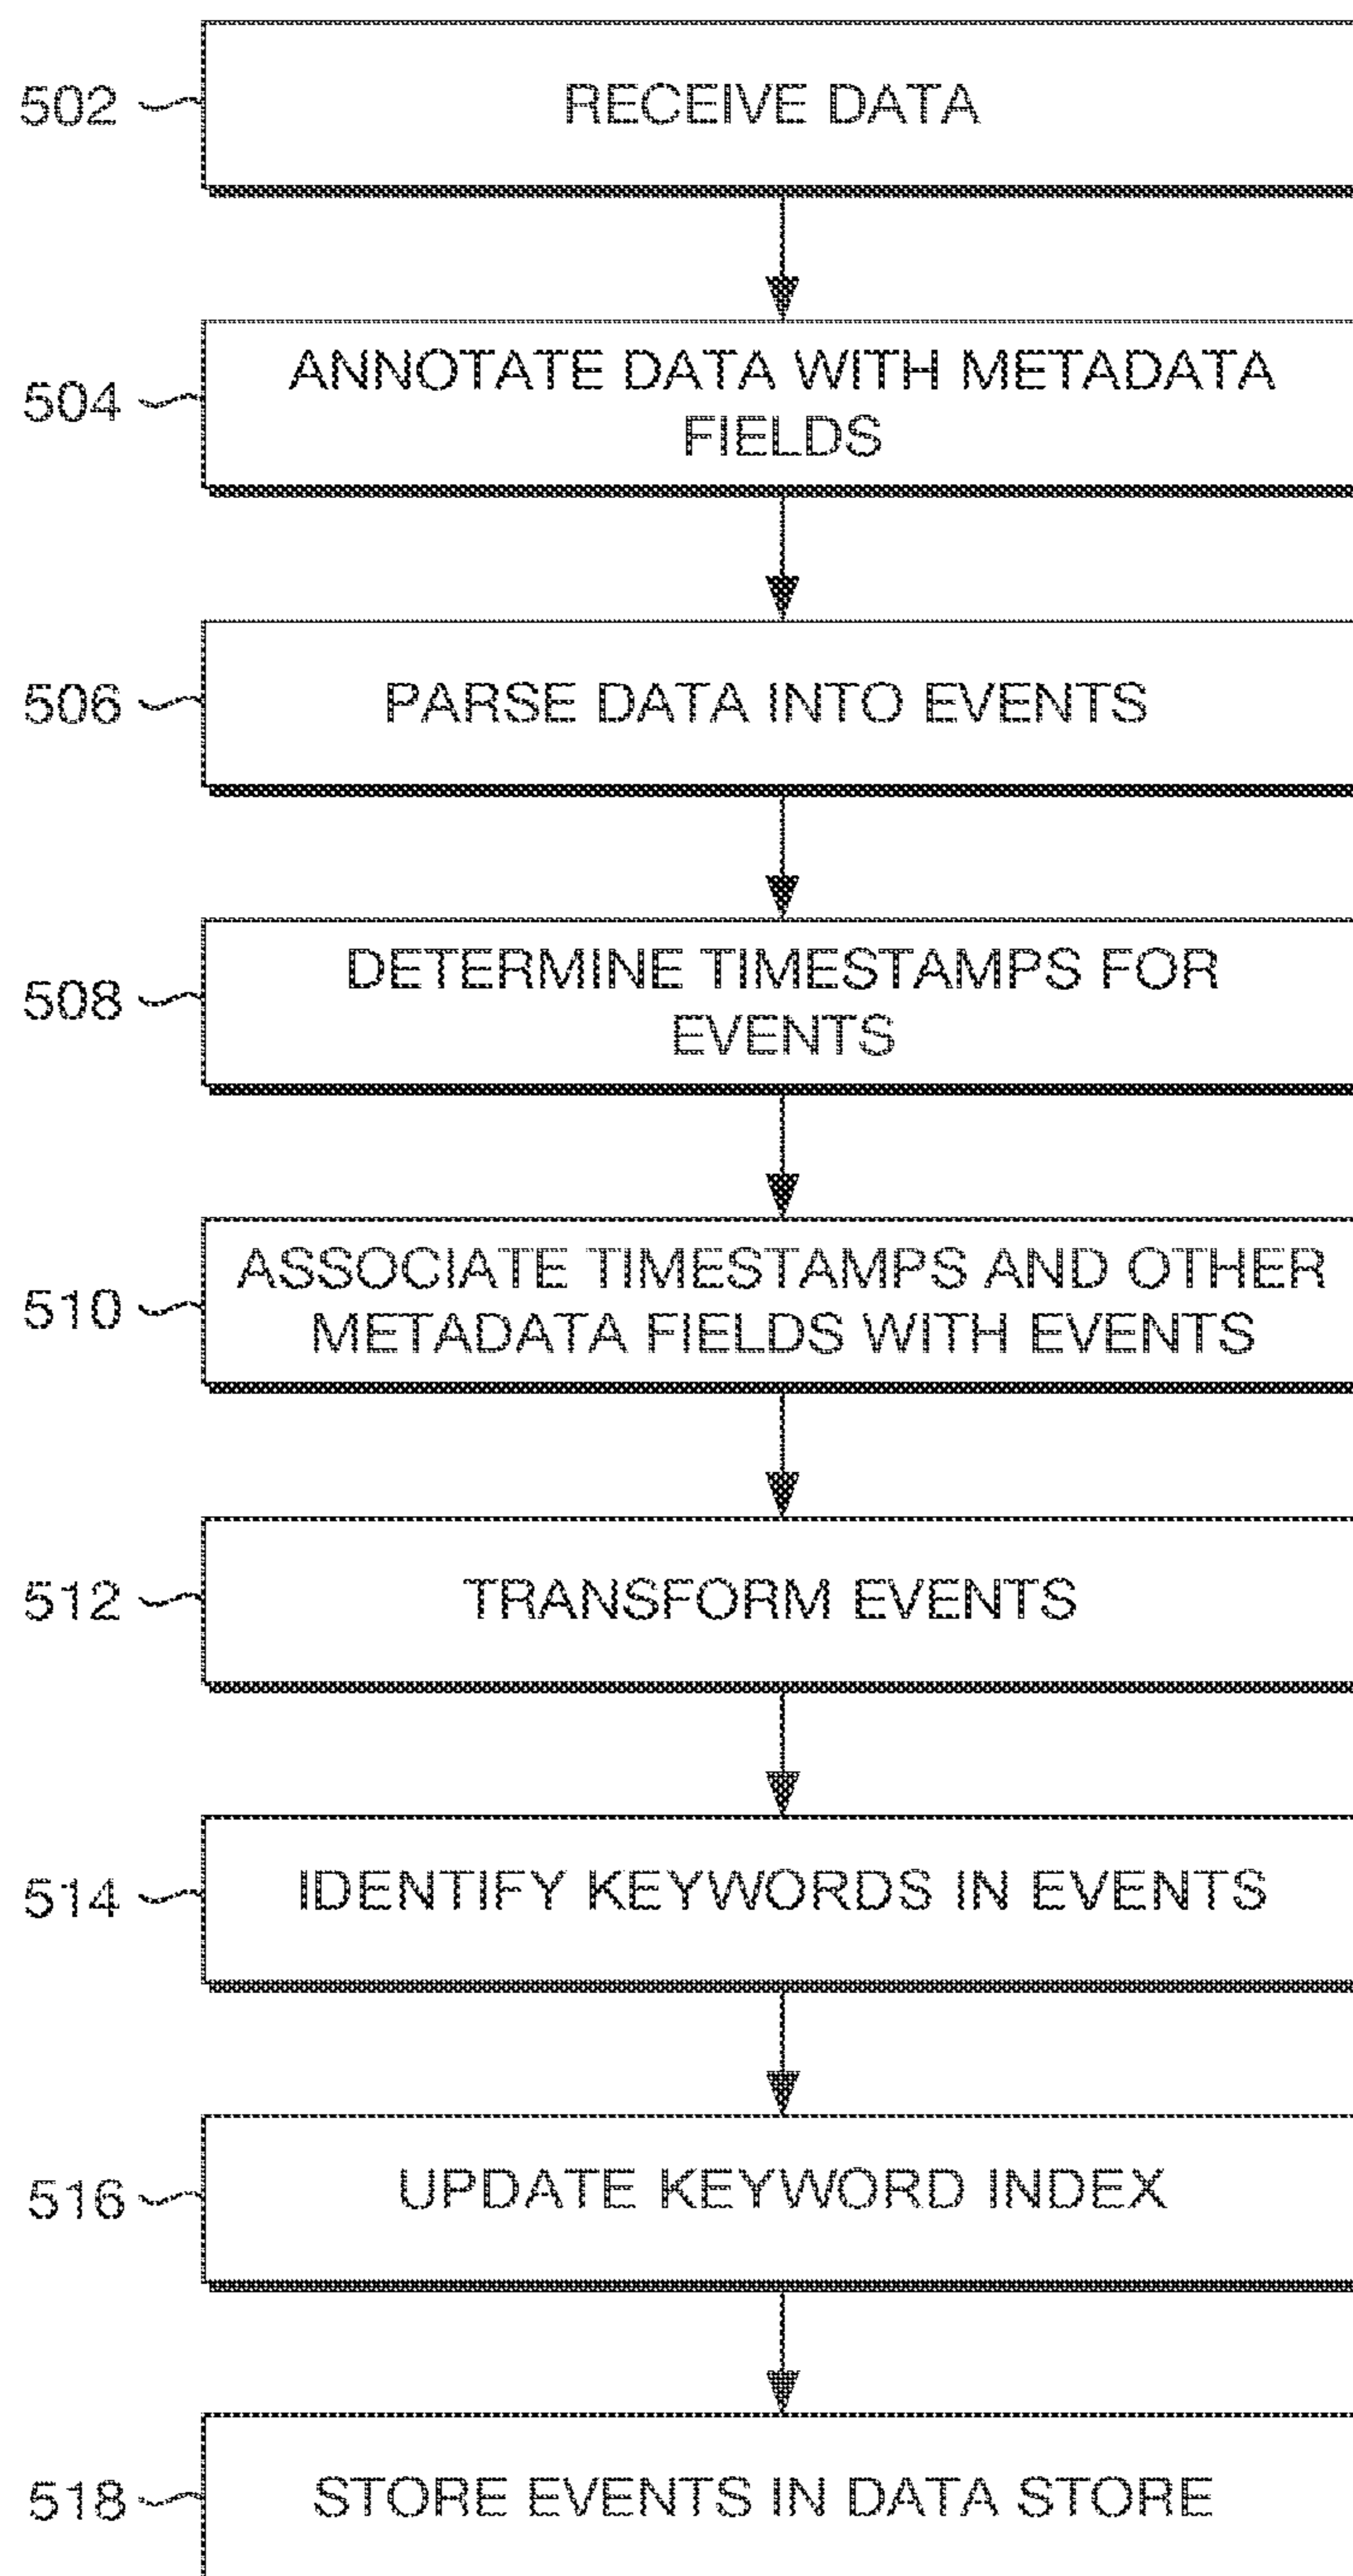 502
RECEIVE DATA
504
ANNOTATE DATA WITH METADATA
FIELDS
506
PARSE DATA INTO EVENTS
508
DETERMINE TIMESTAMPS FOR
EVENTS
510
ASSOCIATE TIMESTAMPS AND OTHER
METADATA FIELDS WITH EVENTS
512
TRANSFORM EVENTS
514
IDENTIFY KEYWORDS IN EVENTS
516
UPDATE KEYWORD INDEX
518
STORE EVENTS IN DATA STORE